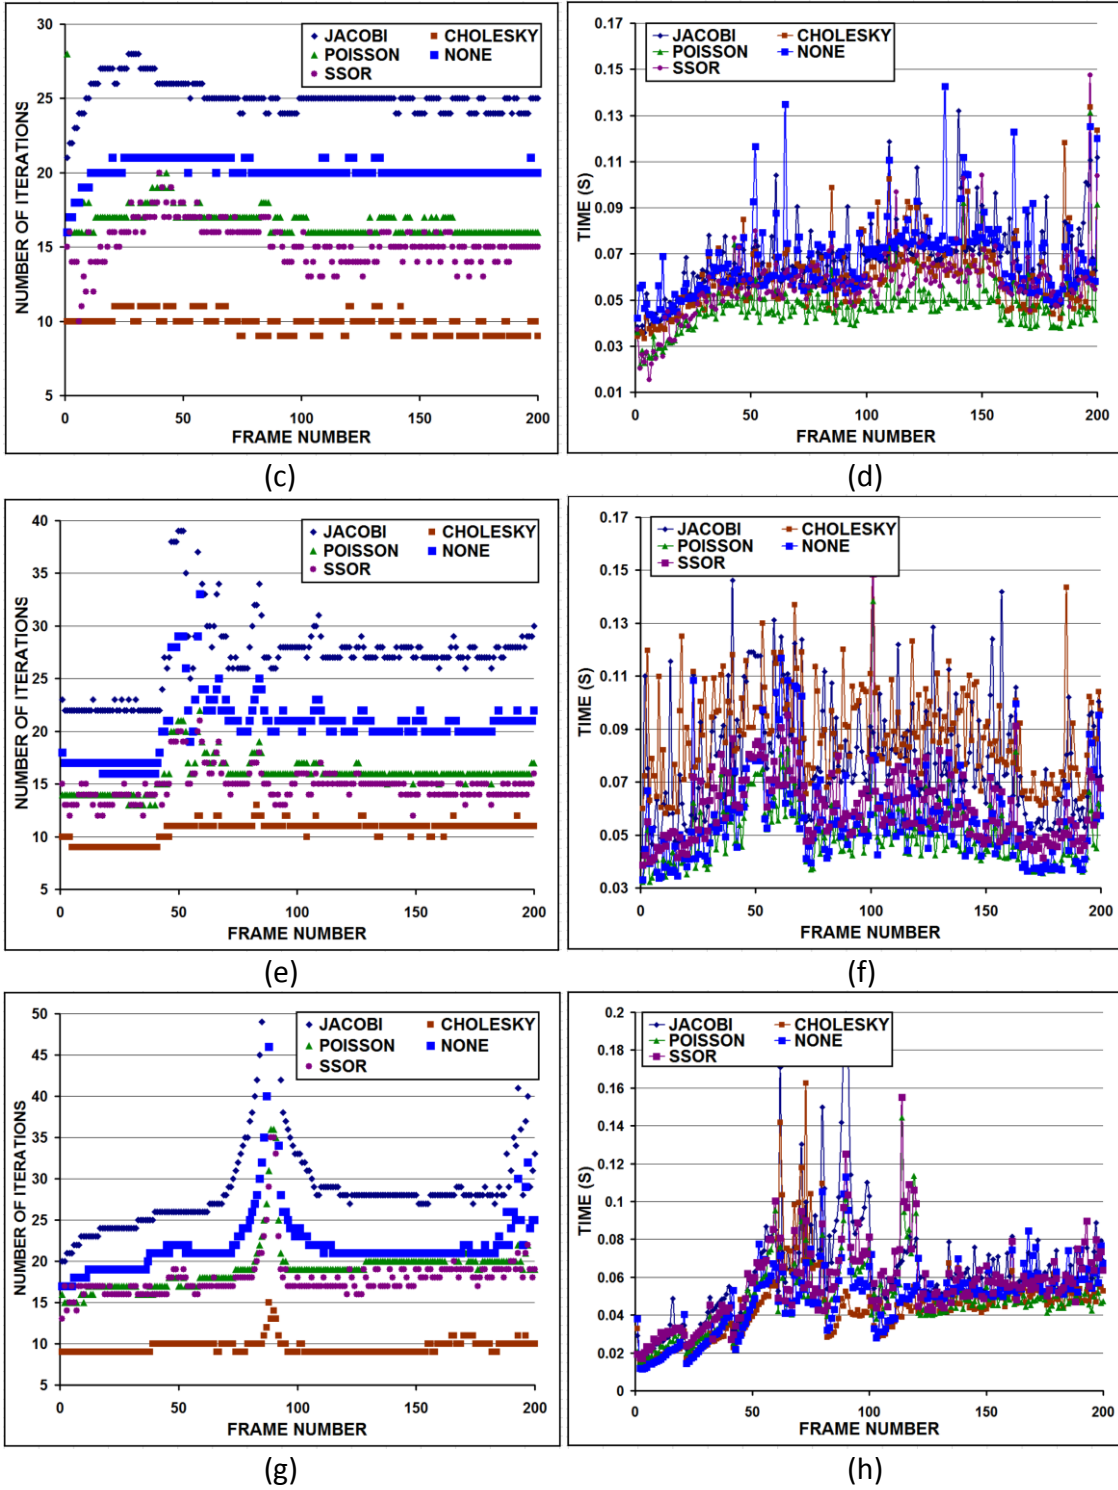 JACOBI CHOLESKY
POISSON NONE
SSOR
NUMBER OF ITERATIONS
30
25
20
15
10
5
0 50 100 150 200
FRAME NUMBER
(c)
JACOBI CHOLESKY
POISSON NONE
SSOR
TIME (S)
0.17
0.15
0.13
0.11
0.09
0.07
0.05
0.03
0.01
0 50 100 150 200
FRAME NUMBER
(d)
JACOBI CHOLESKY
POISSON NONE
SSOR
NUMBER OF ITERATIONS
40
35
30
25
20
15
10
5
0 50 100 150 200
FRAME NUMBER
(e)
JACOBI CHOLESKY
POISSON NONE
SSOR
TIME (S)
0.17
0.15
0.13
0.11
0.09
0.07
0.05
0.03
0 50 100 150 200
FRAME NUMBER
(f)
JACOBI CHOLESKY
POISSON NONE
SSOR
NUMBER OF ITERATIONS
50
45
40
35
30
25
20
15
10
5
0 50 100 150 200
FRAME NUMBER
(g)
JACOBI CHOLESKY
POISSON NONE
SSOR
TIME (S)
0.2
0.18
0.16
0.14
0.12
0.1
0.08
0.06
0.04
0.02
0
0 50 100 150 200
FRAME NUMBER
(h)